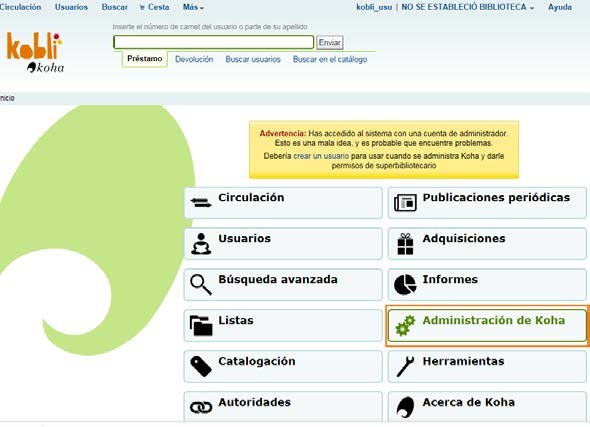 Circulación Usuarios Buscar Cesta Más kobli_usu | NO SE ESTABLECIÓ BIBLIOTECA Ayuda
kobli
koha
Inserte el número de carnet del usuario o parte de su apellido
Enviar
Préstamo Devolución Buscar usuarios Buscar en el catálogo
nicio
Advertencia: Has accedido al sistema con una cuenta de administrador.
Esto es una mala idea, y es probable que encuentre problemas.
Debería crear un usuario para usar cuando se administra Koha y darle
permisos de superbibliotecario
Circulación Publicaciones periódicas
Usuarios Adquisiciones
Búsqueda avanzada Informes
Listas Administración de Koha
Catalogación Herramientas
Autoridades Acerca de Koha